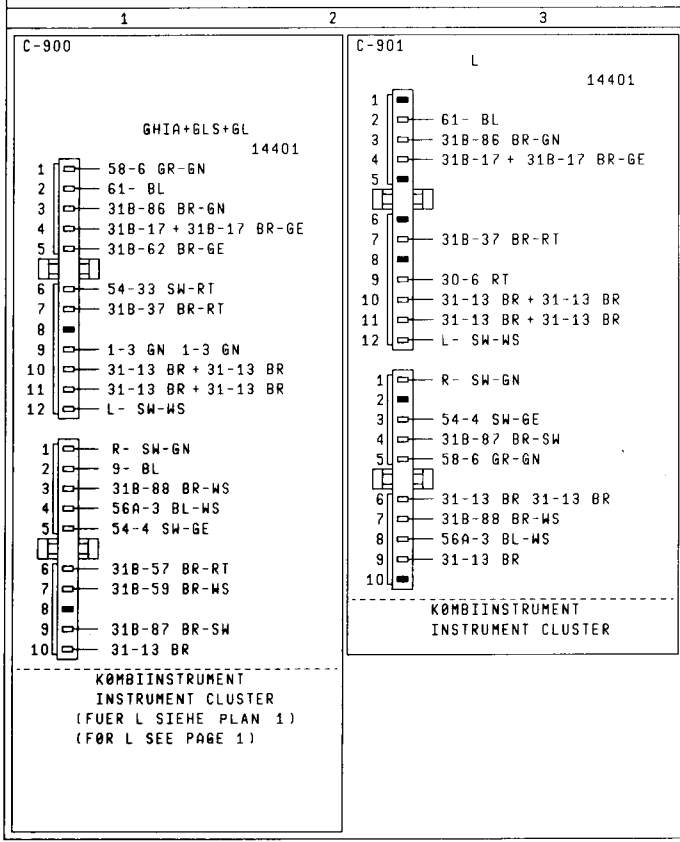 1 2 3
C-900
GHIA+GLS+GL
14401
1 58-6 GR-GN
2 61- BL
3 31B-86 BR-GN
4 31B-17 + 31B-17 BR-GE
5 31B-62 BR-GE
6 54-33 SW-RT
7 31B-37 BR-RT
8
9 1-3 GN 1-3 GN
10 31-13 BR + 31-13 BR
11 31-13 BR + 31-13 BR
12 L- SW-WS
1 R- SW-GN
2 9- BL
3 31B-88 BR-WS
4 56A-3 BL-WS
5 54-4 SW-GE
6 31B-57 BR-RT
7 31B-59 BR-WS
8
9 31B-87 BR-SW
10 31-13 BR
KØMBIINSTRUMENT
INSTRUMENT CLUSTER
(FUER L SIEHE PLAN 1)
(FØR L SEE PAGE 1)
C-901
L
14401
1
2 61- BL
3 31B-86 BR-GN
4 31B-17 + 31B-17 BR-GE
5
6
7 31B-37 BR-RT
8
9 30-6 RT
10 31-13 BR + 31-13 BR
11 31-13 BR + 31-13 BR
12 L- SW-WS
1 R- SW-GN
2
3 54-4 SW-GE
4 31B-87 BR-SW
5 58-6 GR-GN
6 31-13 BR 31-13 BR
7 31B-88 BR-WS
8 56A-3 BL-WS
9 31-13 BR
10
KØMBIINSTRUMENT
INSTRUMENT CLUSTER